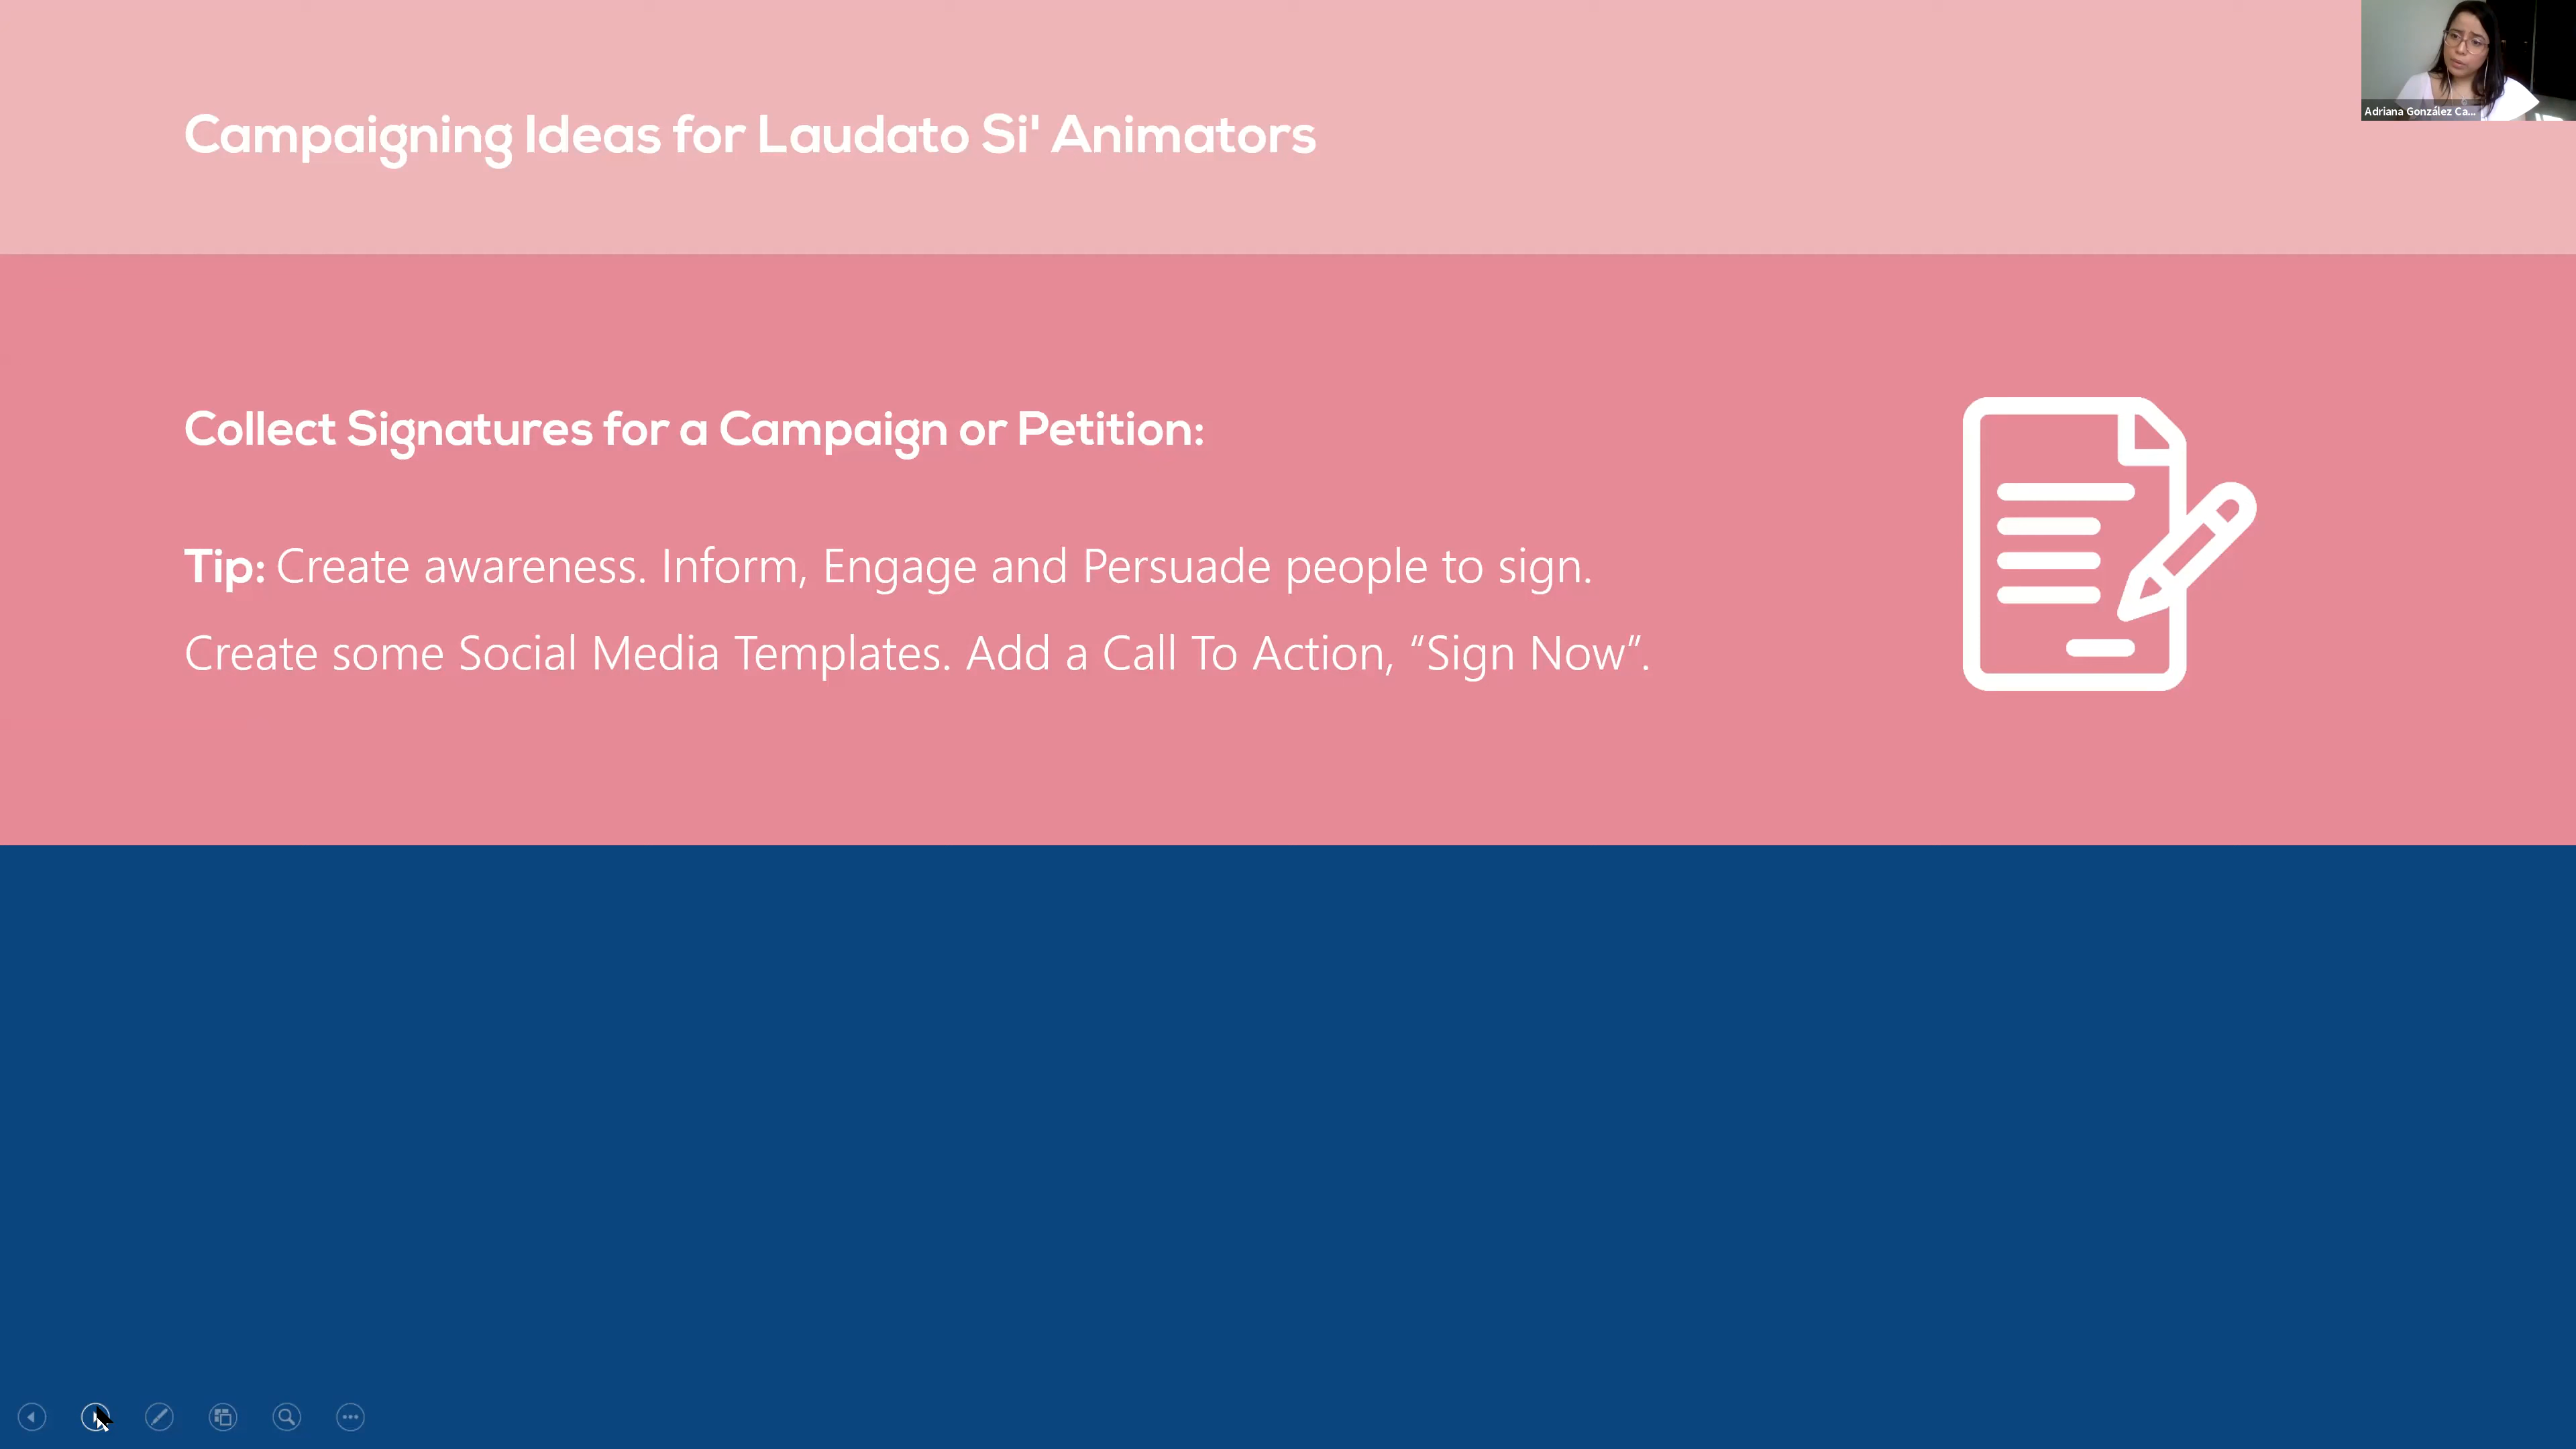 Campaigning Ideas for Laudato Si' Animators
Adriana González Ca...
Collect Signatures for a Campaign or Petition:
Tip: Create awareness. Inform, Engage and Persuade people to sign.
Create some Social Media Templates. Add a Call To Action, “Sign Now”.